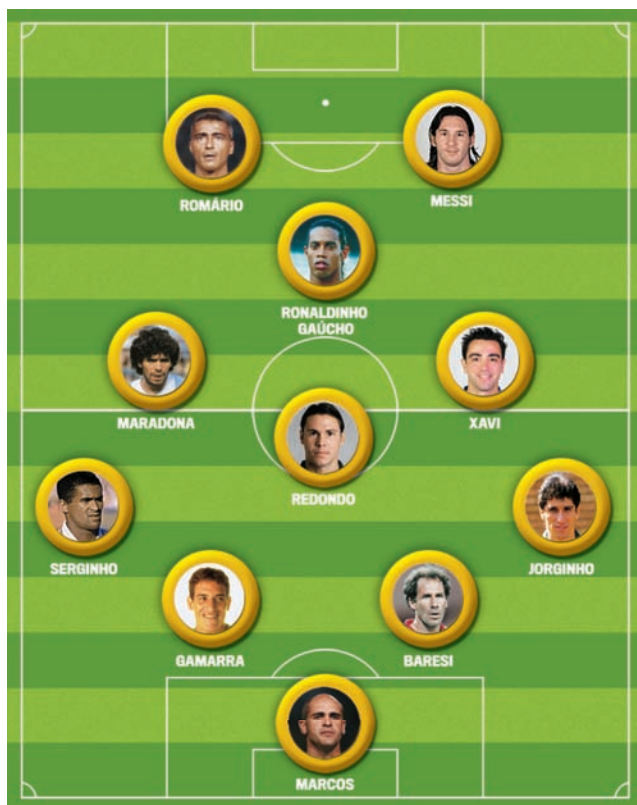 ROMÁRIO
MESSI
RONALDINHO
GAÚCHO
MARADONA
XAVI
REDONDO
SERGINHO
JORGINHO
GAMARRA
BARESI
MARCOS